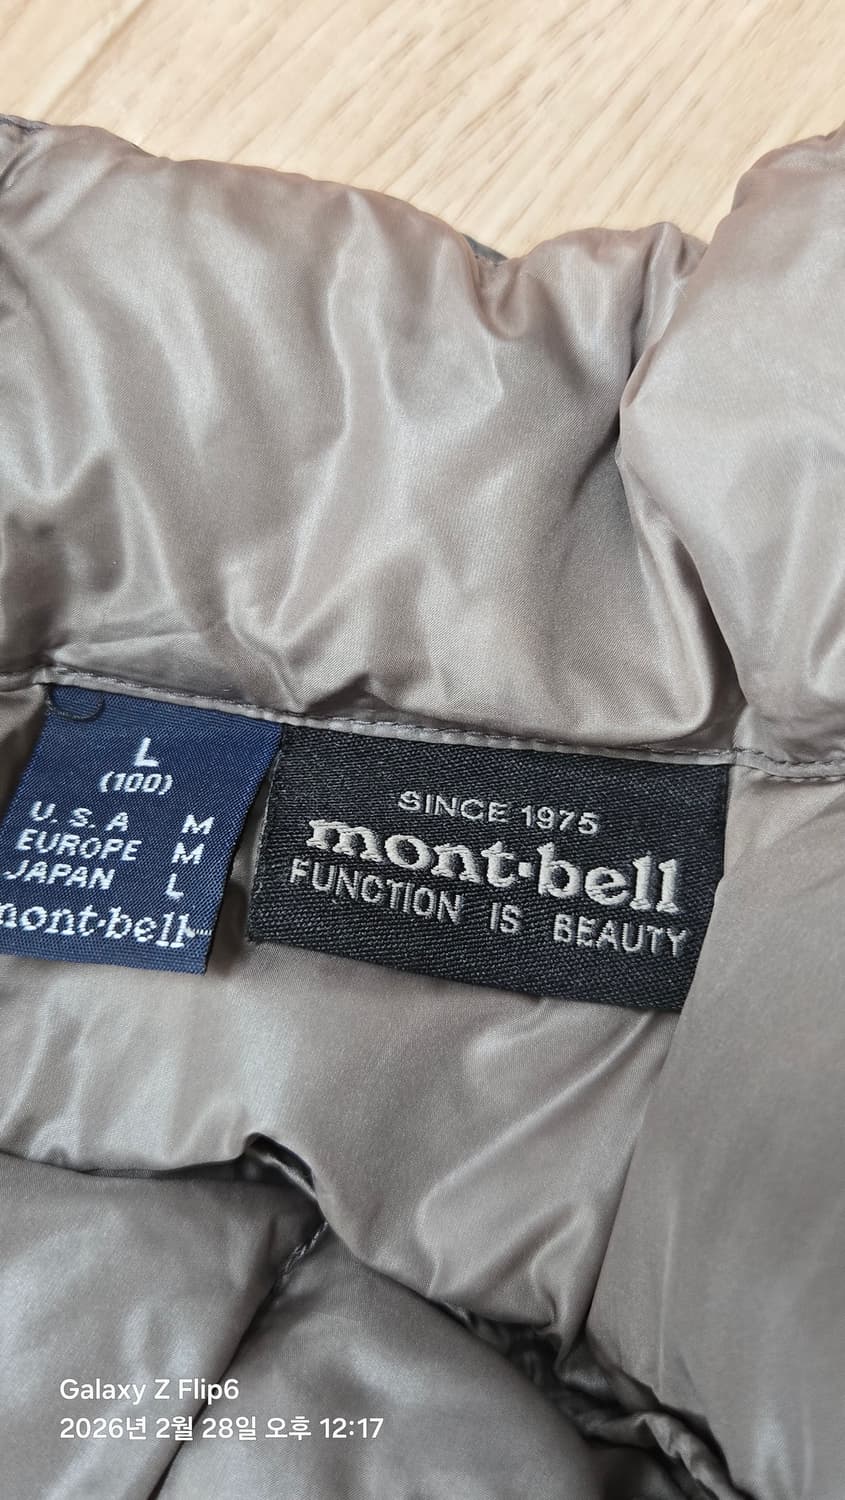 L
(100)
U.S.A M
EUROPE M
JAPAN L
mont·bell
SINCE 1975
mont·bell
FUNCTION IS BEAUTY
Galaxy Z Flip6
2026년 2월 28일 오후 12:17